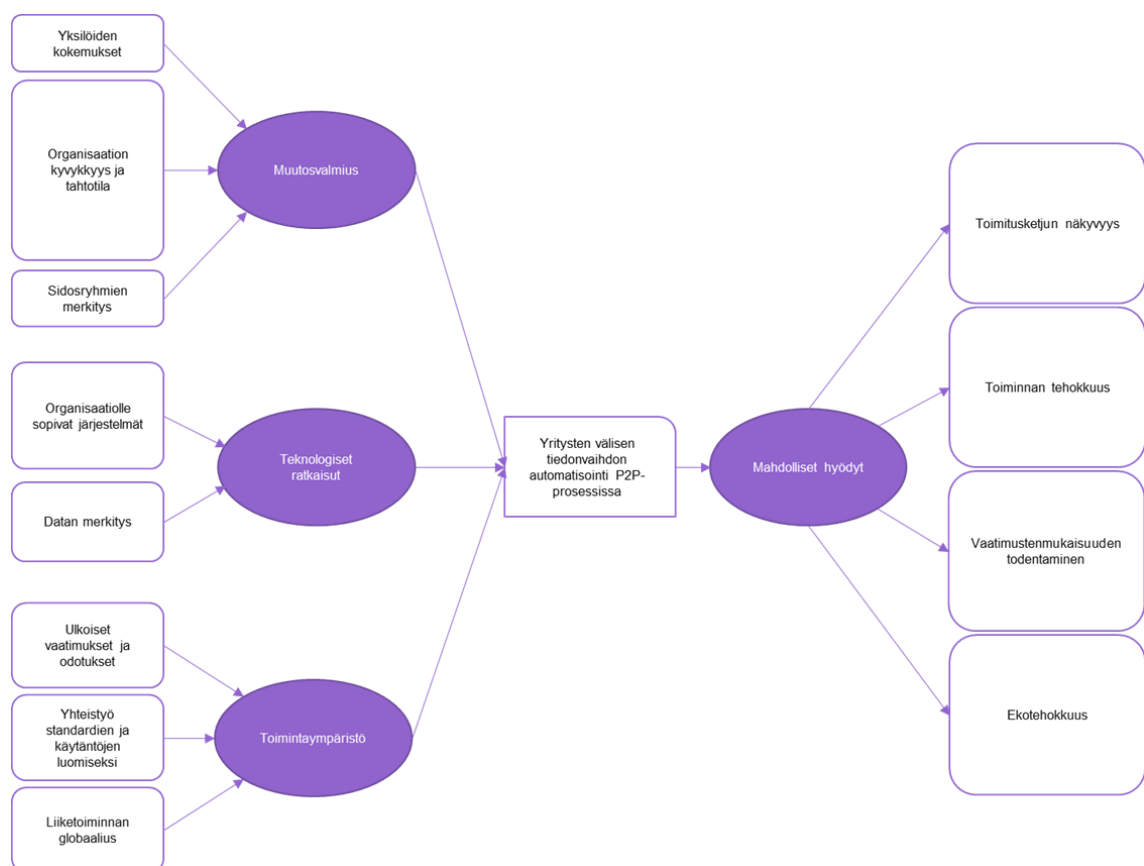 Yksilöiden
kokemukset
Organisaation
kyvykkyys ja
tahtotila
Sidosryhmien
merkitys
Muutosvalmius
Organisaatiolle
sopivat järjestelmät
Datan merkitys
Teknologiset
ratkaisut
Ulkoiset
vaatimukset ja
odotukset
Yhteistyö
standardien ja
käytäntöjen
luomiseksi
Liiketoiminnan
globaalius
Toimintaympäristö
Yritysten välisen
tiedonvaihdon
automatisointi P2P-
prosessissa
Mahdolliset hyödyt
Toimitusketjun näkyvyys
Toiminnan tehokkuus
Vaatimustenmukaisuuden
todentaminen
Ekotehokkuus